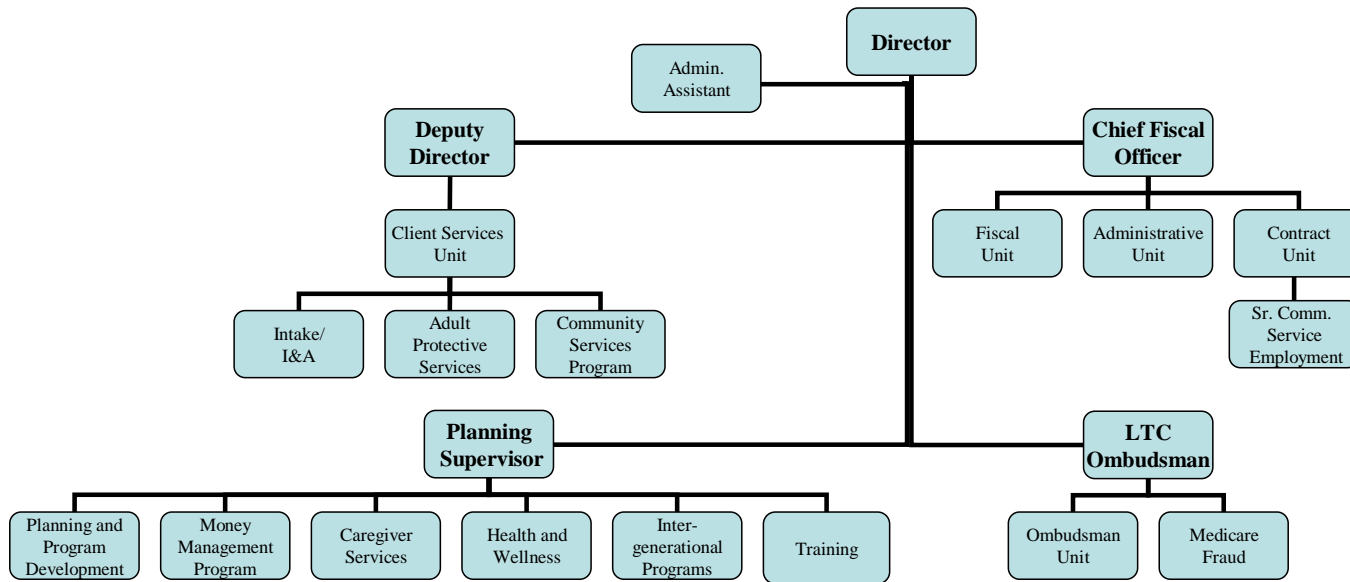 Director
Admin.
Assistant
Deputy
Director
Chief Fiscal
Officer
Client Services
Unit
Fiscal
Unit
Administrative
Unit
Contract
Unit
Intake/
I&A
Adult
Protective
Services
Community
Services
Program
Sr. Comm.
Service
Employment
Planning
Supervisor
LTC
Ombudsman
Planning and
Program
Development
Money
Management
Program
Caregiver
Services
Health and
Wellness
Inter-
generational
Programs
Training
Ombudsman
Unit
Medicare
Fraud